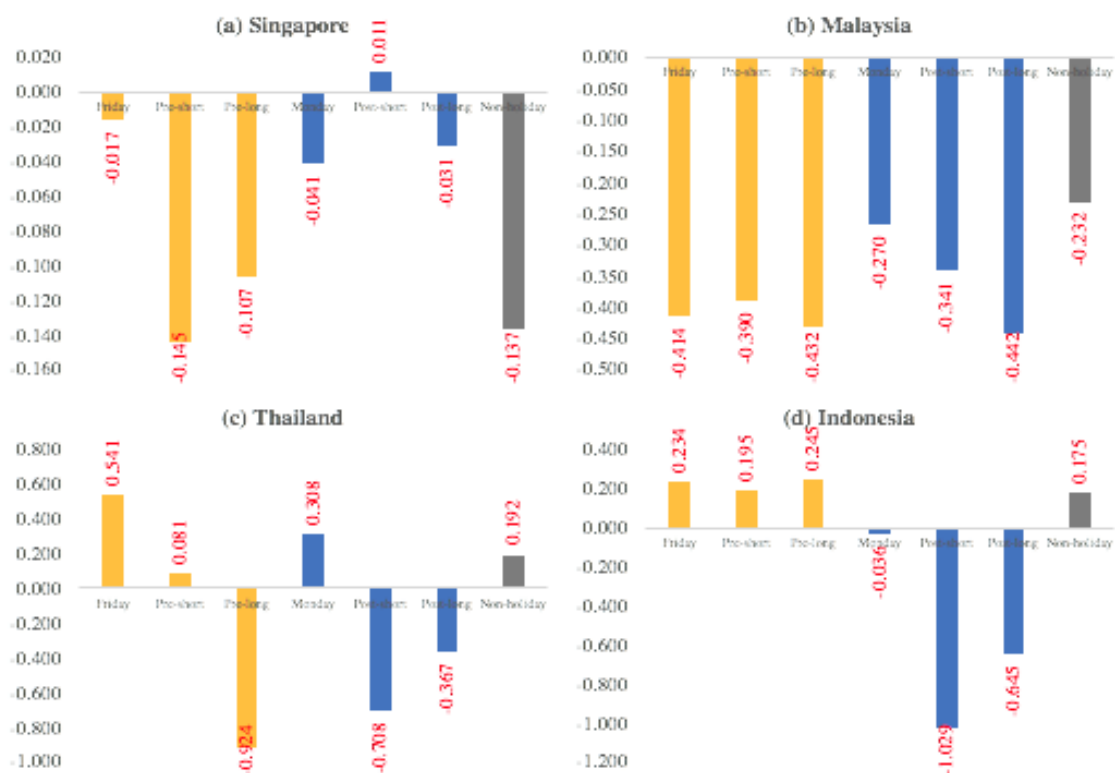 (a) Singapore
0.020
0.000
-0.020
-0.040
-0.060
-0.080
-0.100
-0.120
-0.140
-0.160
Friday
Pre-short
Pre-long
Monday
Post-short
Post-long
Non-holiday
-0.017
-0.145
-0.107
-0.041
0.011
-0.031
-0.137
(b) Malaysia
0.000
-0.050
-0.100
-0.150
-0.200
-0.250
-0.300
-0.350
-0.400
-0.450
-0.500
Friday
Pre-short
Pre-long
Monday
Post-short
Post-long
Non-holiday
-0.414
-0.390
-0.432
-0.270
-0.341
-0.442
-0.232
(c) Thailand
0.800
0.600
0.400
0.200
0.000
-0.200
-0.400
-0.600
-0.800
-1.000
Friday
Pre-short
Pre-long
Monday
Post-short
Post-long
Non-holiday
0.541
0.081
-0.924
0.308
-0.708
-0.367
0.192
(d) Indonesia
0.400
0.200
0.000
-0.200
-0.400
-0.600
-0.800
-1.000
-1.200
Friday
Pre-short
Pre-long
Monday
Post-short
Post-long
Non-holiday
0.234
0.195
0.245
-0.036
-1.029
-0.645
0.175